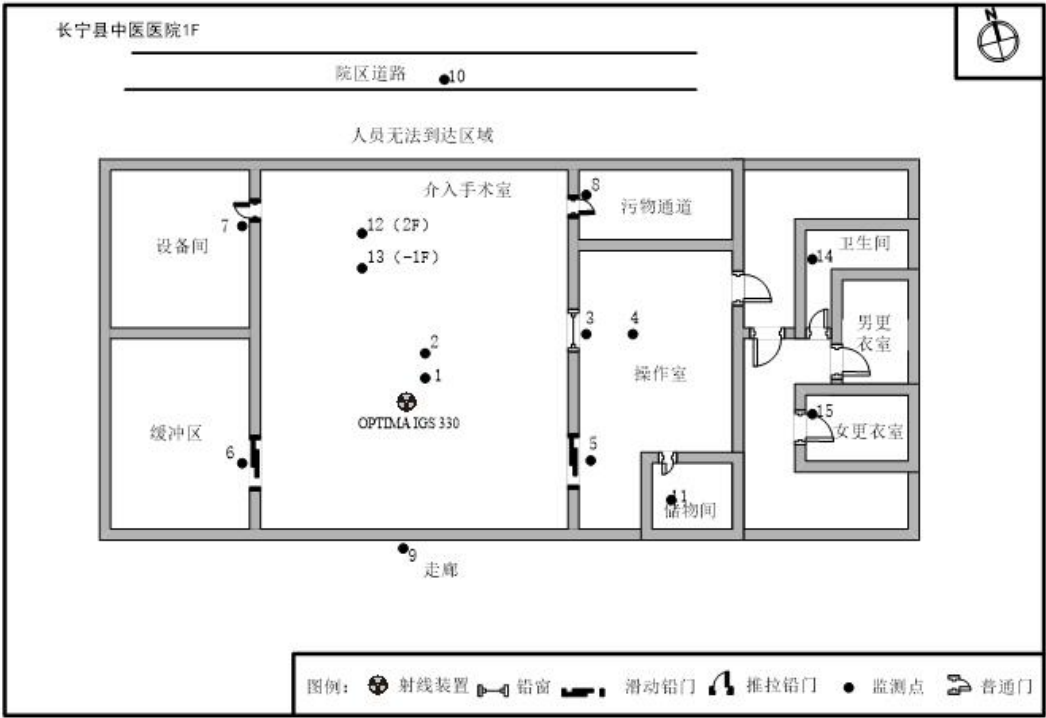 长宁县中医医院1F
N
院区道路 10
人员无法到达区域
介入手术室
8
污物通道
7
设备间
12（2F）
13（-1F）
卫生间
14
3
4
男更
衣室
2
1
操作室
OPTIMA IGS 330
缓冲区
6
5
15
女更衣室
11
储物间
9
走廊
图例： 射线装置 铅窗 滑动铅门 推拉铅门 监测点 普通门